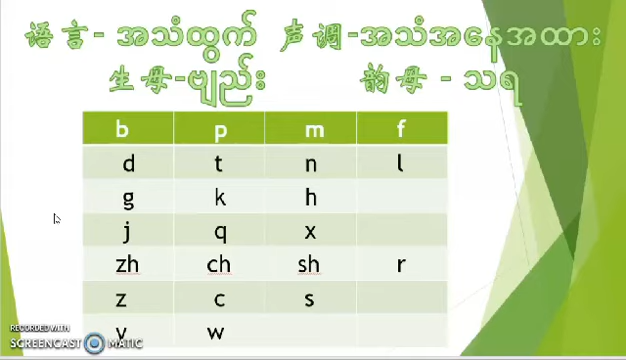 语言- အသံထွက် 声调-အသံအနေအထား
生母-ဗျည်း 韵母 - သရ
b p m f
d t n l
g k h
j q x
zh ch sh r
z c s
y w
RECORDED WITH
SCREENCAST MATIC